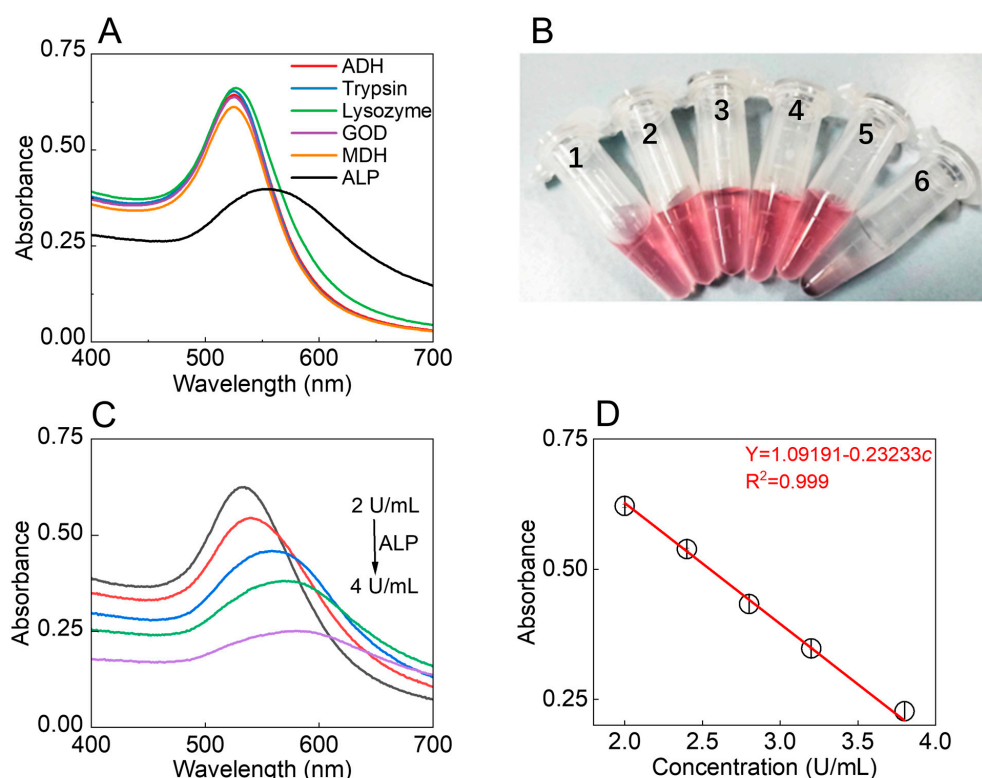 A
0.75
0.50
0.25
0.00
Absorbance
400
500
600
700
Wavelength (nm)
ADH
Trypsin
Lysozyme
GOD
MDH
ALP
B
1
2
3
4
5
6
C
0.75
0.50
0.25
0.00
Absorbance
400
500
600
700
Wavelength (nm)
2 U/mL
ALP
4 U/mL
D
0.75
0.50
0.25
Absorbance
2.0
2.5
3.0
3.5
4.0
Concentration (U/mL)
Y=1.09191-0.23233c
R²=0.999